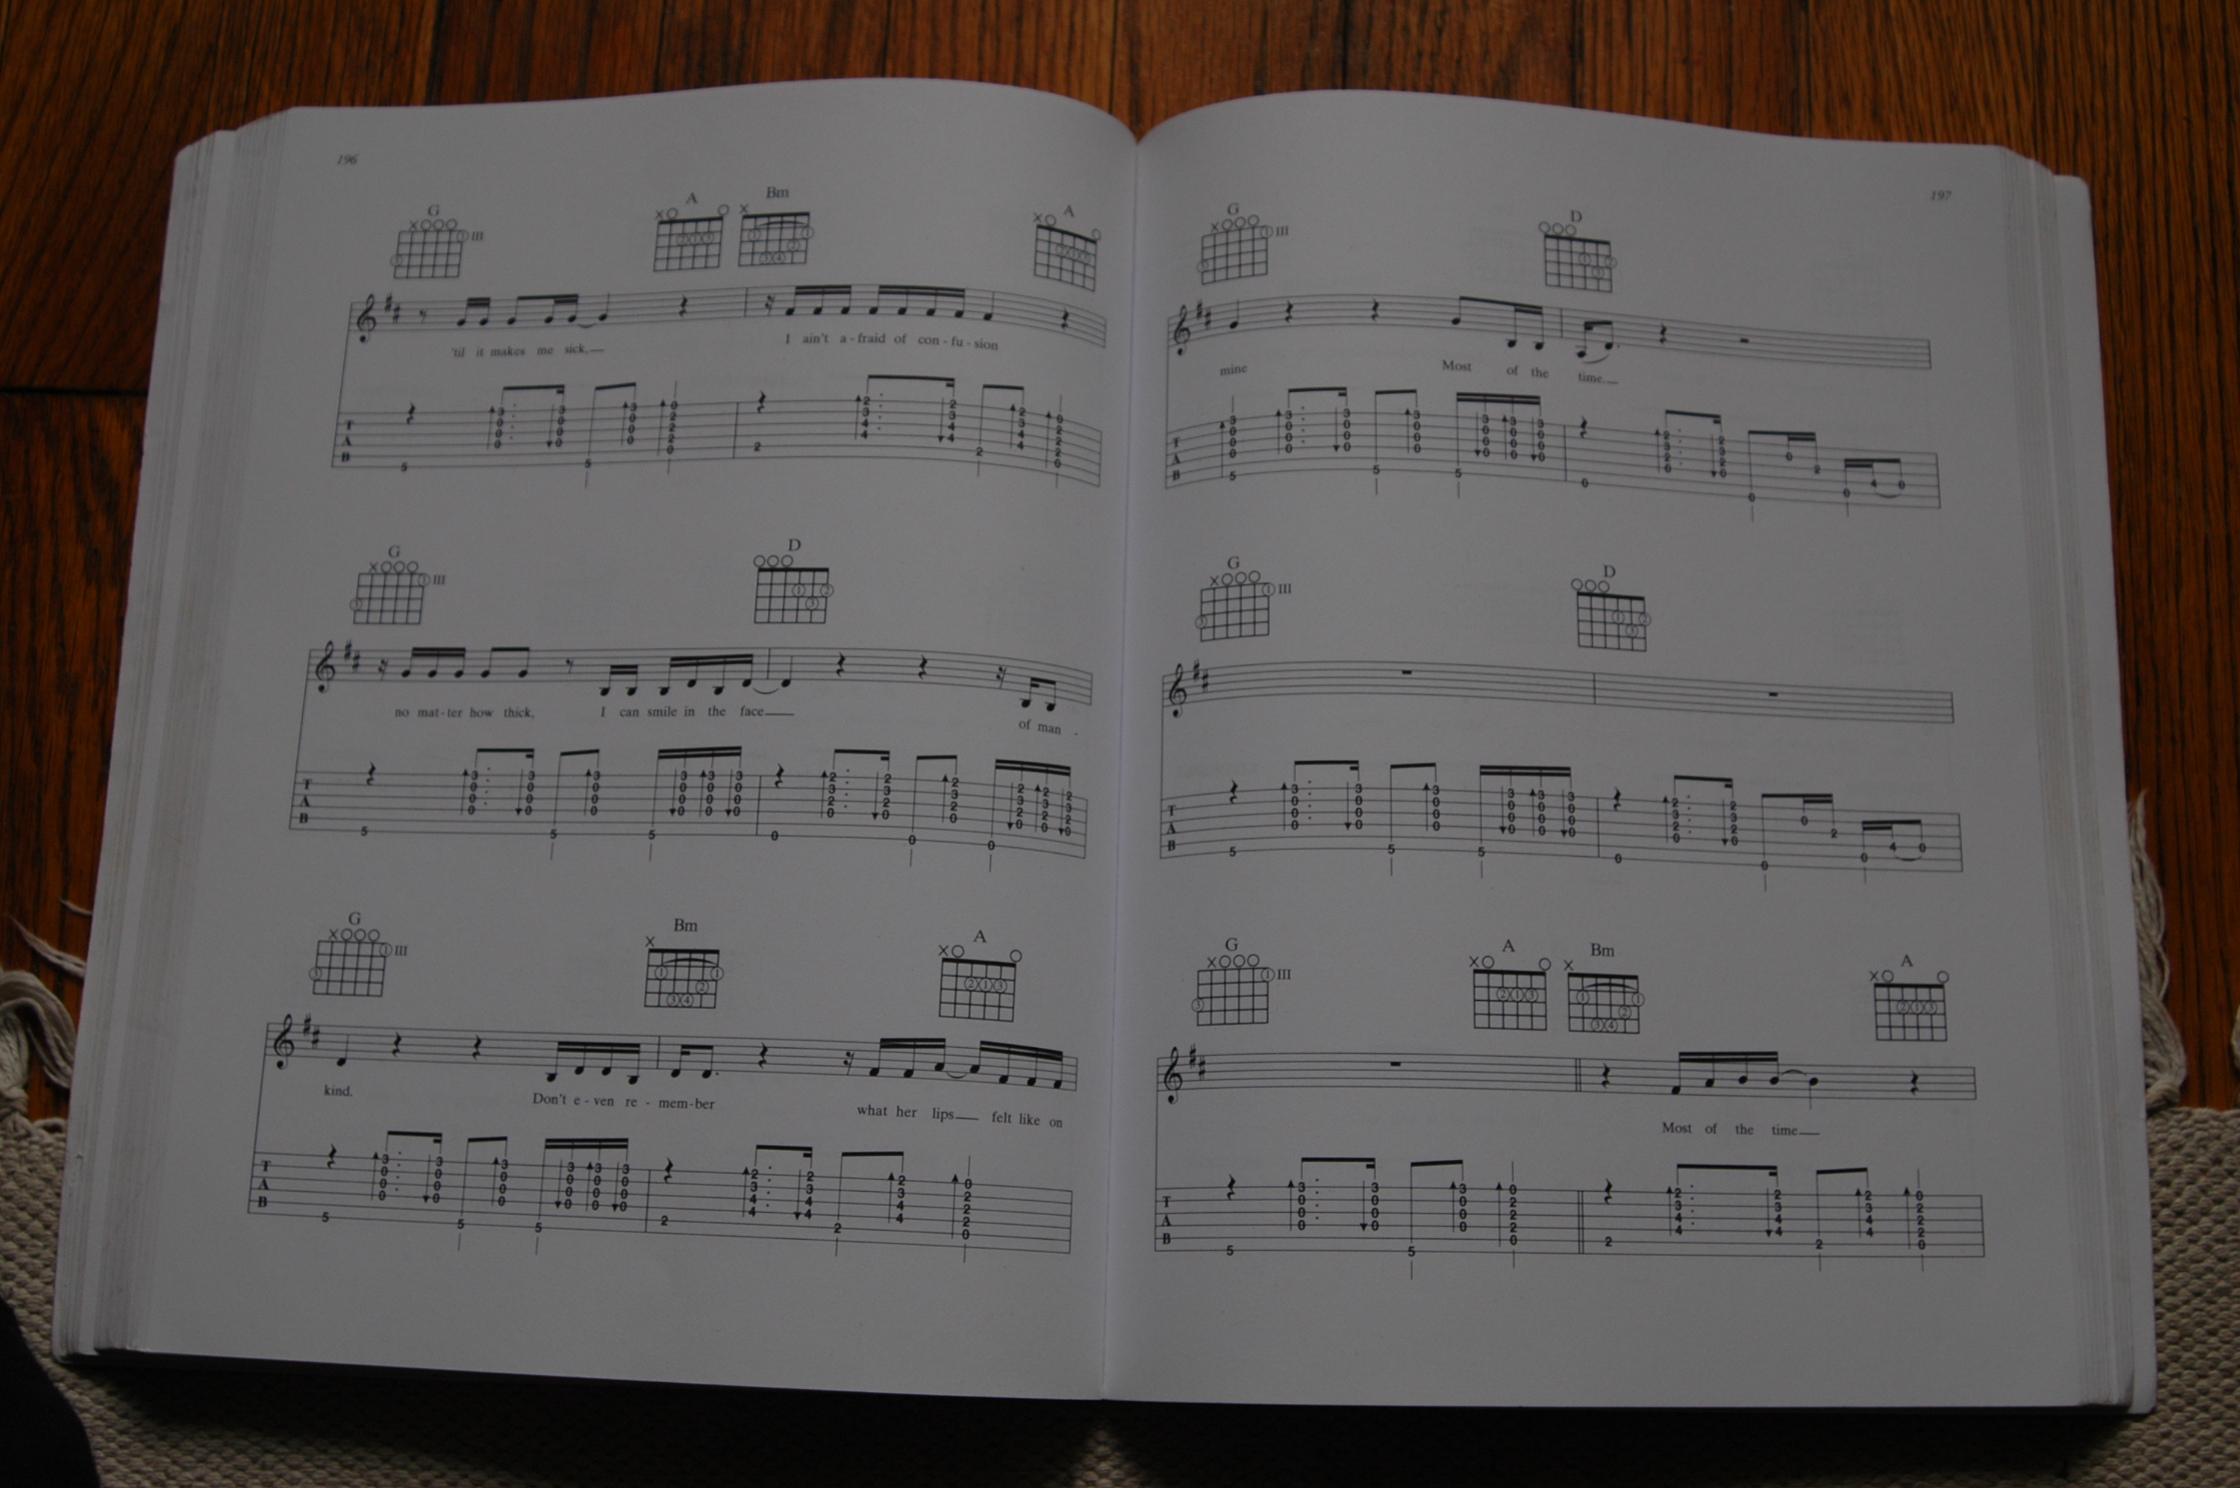 196
G III A Bm A
'til it makes me sick, I ain't a - fraid of con - fu - sion
T
A
B
G III D
no mat - ter how thick, I can smile in the face of man
T
A
B
G III Bm A
kind. Don't e - ven re - mem - ber what her lips felt like on
T
A
B
197
G III D
mine Most of the time.
T
A
B
G III D
T
A
B
G III A Bm A
Most of the time
T
A
B